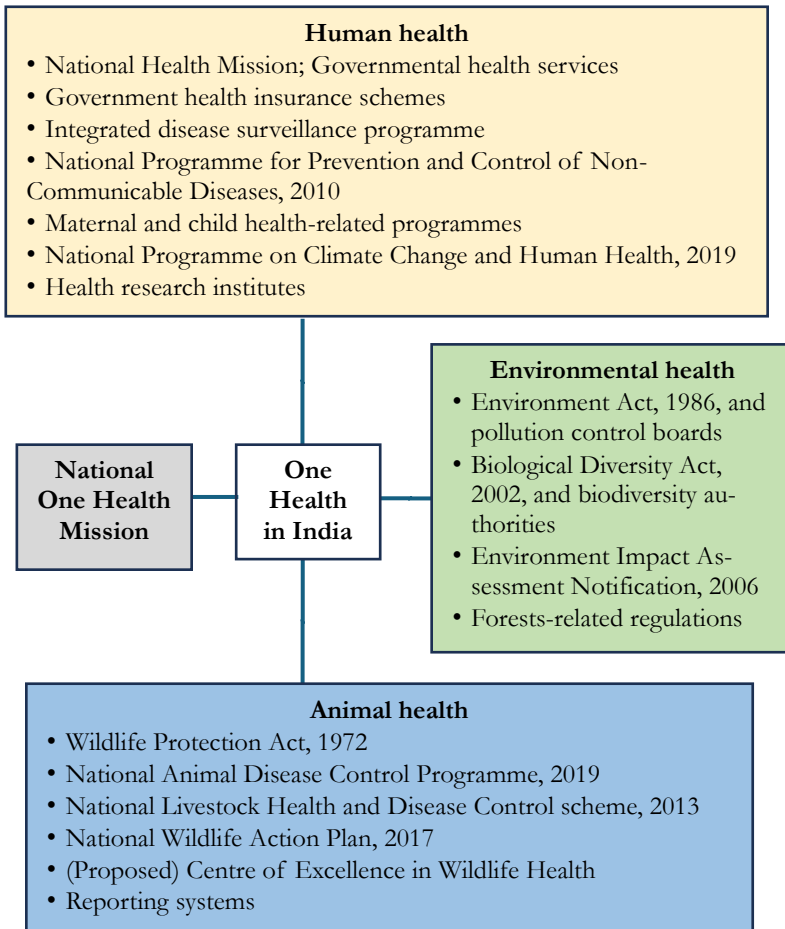 Human health
• National Health Mission; Governmental health services
• Government health insurance schemes
• Integrated disease surveillance programme
• National Programme for Prevention and Control of Non-
Communicable Diseases, 2010
• Maternal and child health-related programmes
• National Programme on Climate Change and Human Health, 2019
• Health research institutes
Environmental health
• Environment Act, 1986, and
pollution control boards
• Biological Diversity Act,
2002, and biodiversity au-
thorities
• Environment Impact As-
sessment Notification, 2006
• Forests-related regulations
National
One Health
Mission
One
Health
in India
Animal health
• Wildlife Protection Act, 1972
• National Animal Disease Control Programme, 2019
• National Livestock Health and Disease Control scheme, 2013
• National Wildlife Action Plan, 2017
• (Proposed) Centre of Excellence in Wildlife Health
• Reporting systems